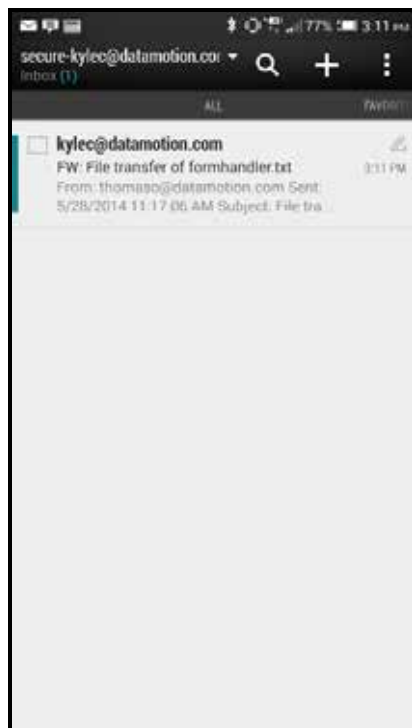 77% 3:11 PM
secure-kylec@datamotion.co
Inbox (1)
ALL
kylec@datamotion.com
FW: File transfer of formhandler.txt
3:11 PM
From: thomaso@datamotion.com Sent:
5/28/2014 11:17:06 AM Subject: File tra